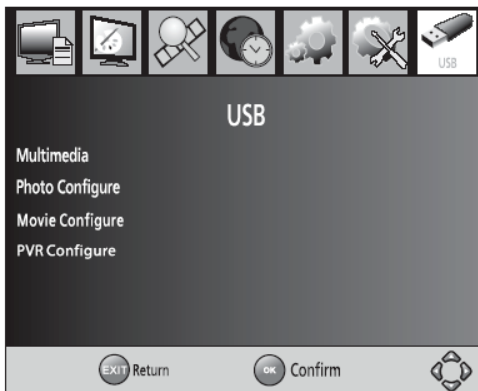 USB
USB
Multimedia
Photo Configure
Movie Configure
PVR Configure
EXIT Return OK Confirm